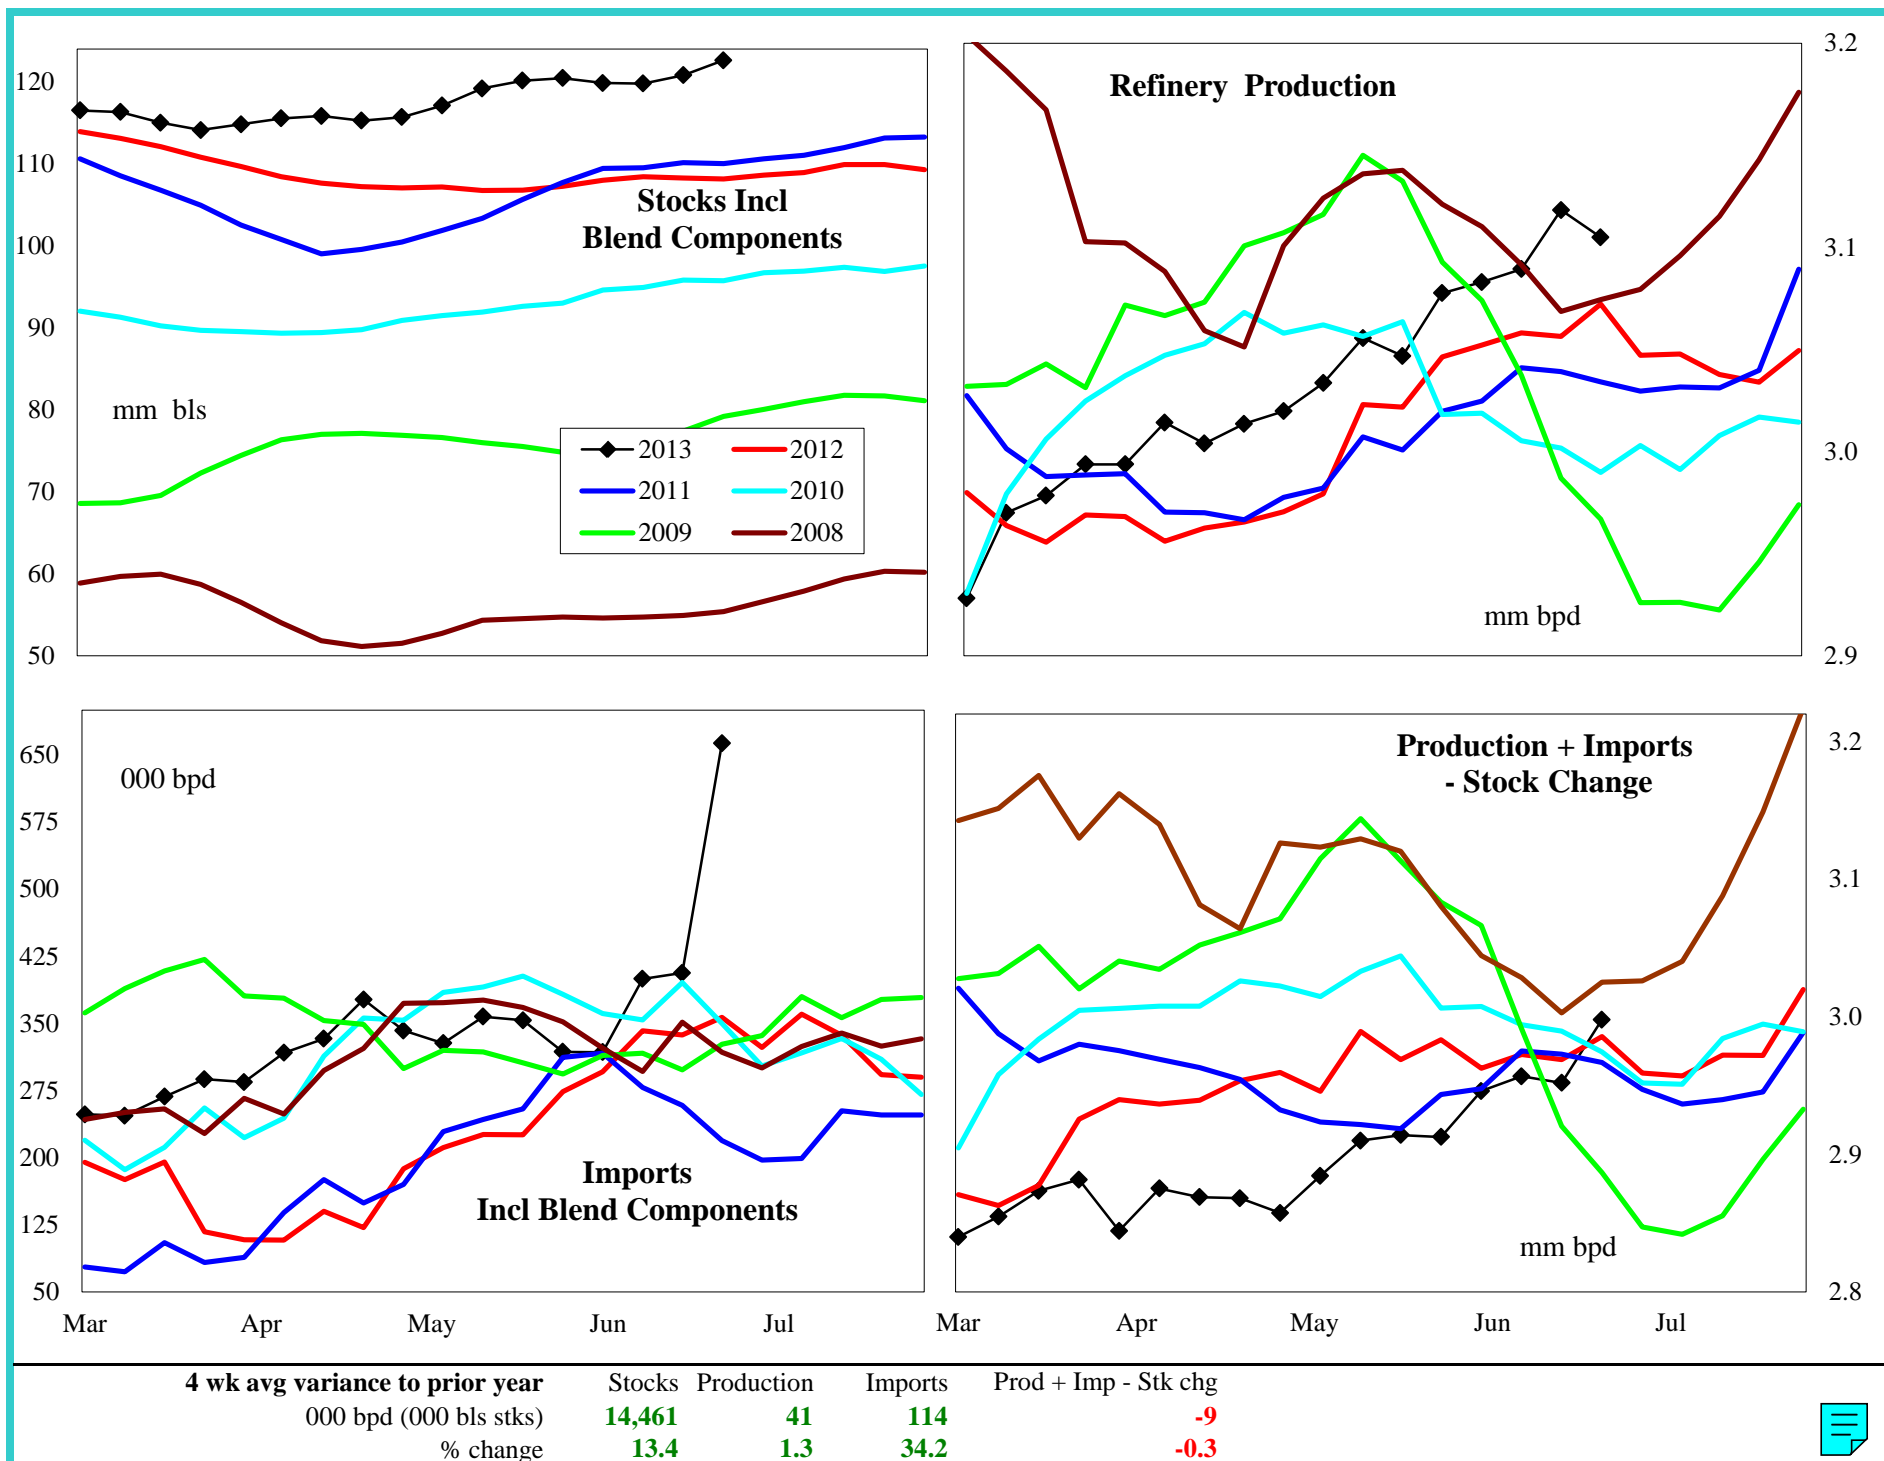 120
110
100
90
80
70
60
50
Stocks Incl
Blend Components
mm bls
2013 2012
2011 2010
2009 2008
Refinery Production
mm bpd
3.2
3.1
3.0
2.9
650
575
500
425
350
275
200
125
50
000 bpd
Imports
Incl Blend Components
Mar Apr May Jun Jul
Production + Imports
- Stock Change
mm bpd
3.2
3.1
3.0
2.9
2.8
Mar Apr May Jun Jul
4 wk avg variance to prior year Stocks Production Imports Prod + Imp - Stk chg
000 bpd (000 bls stks) 14,461 41 114 -9
% change 13.4 1.3 34.2 -0.3